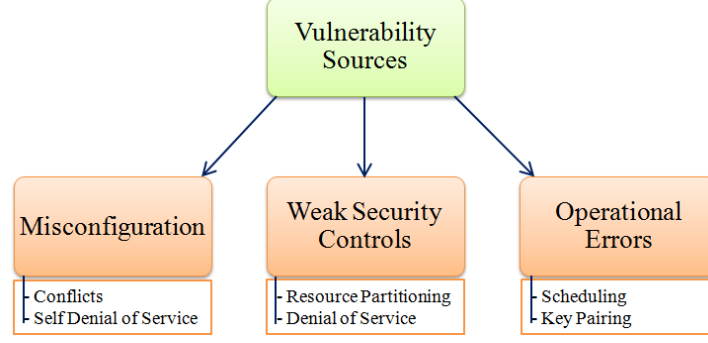 Vulnerability
Sources
Misconfiguration
Weak Security
Controls
Operational
Errors
- Conflicts
- Self Denial of Service
- Resource Partitioning
- Denial of Service
- Scheduling
- Key Pairing